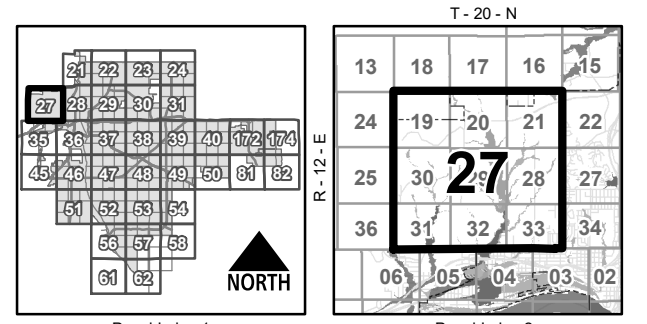 T - 20 - N
21 22 23 24
27 28 29 30 31
35 36 37 38 39 40 172 174
45 46 47 48 49 50 81 82
51 52 53 54
56 57 58
61 62
NORTH
R - 12 - E
13 18 17 16 15
24 19 20 21 22
25 30 29 28 27
27
36 31 32 33 34
06 05 04 03 02